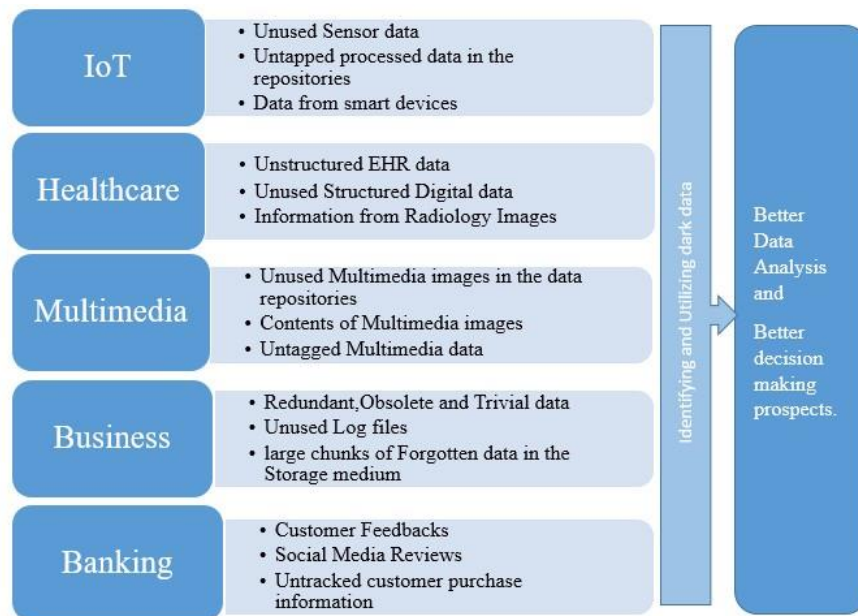 IoT
• Unused Sensor data
• Untapped processed data in the
repositories
• Data from smart devices
Healthcare
• Unstructured EHR data
• Unused Structured Digital data
• Information from Radiology Images
Multimedia
• Unused Multimedia images in the data
repositories
• Contents of Multimedia images
• Untagged Multimedia data
Business
• Redundant,Obsolete and Trivial data
• Unused Log files
• large chunks of Forgotten data in the
Storage medium
Banking
• Customer Feedbacks
• Social Media Reviews
• Untracked customer purchase
information
Identifying and Utilizing dark data
Better
Data
Analysis
and
Better
decision
making
prospects.